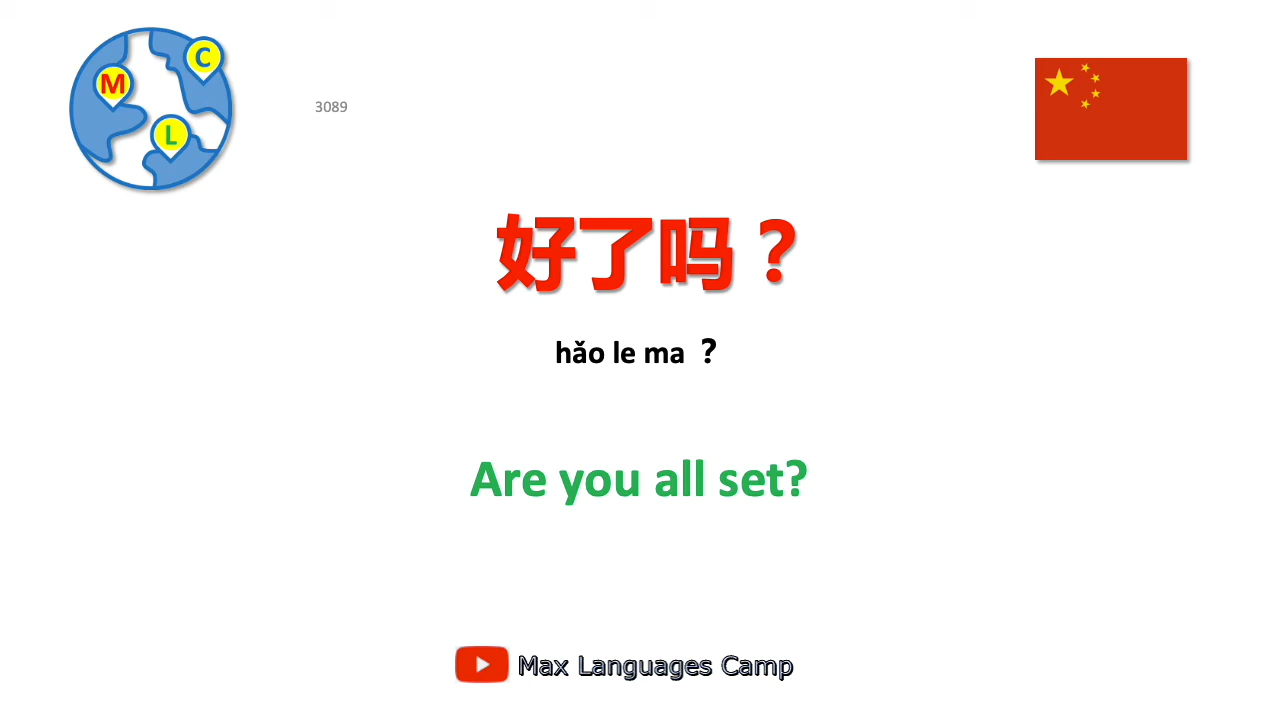 M
C
L
3089
好了吗？
hǎo le ma ？
Are you all set?
Max Languages Camp